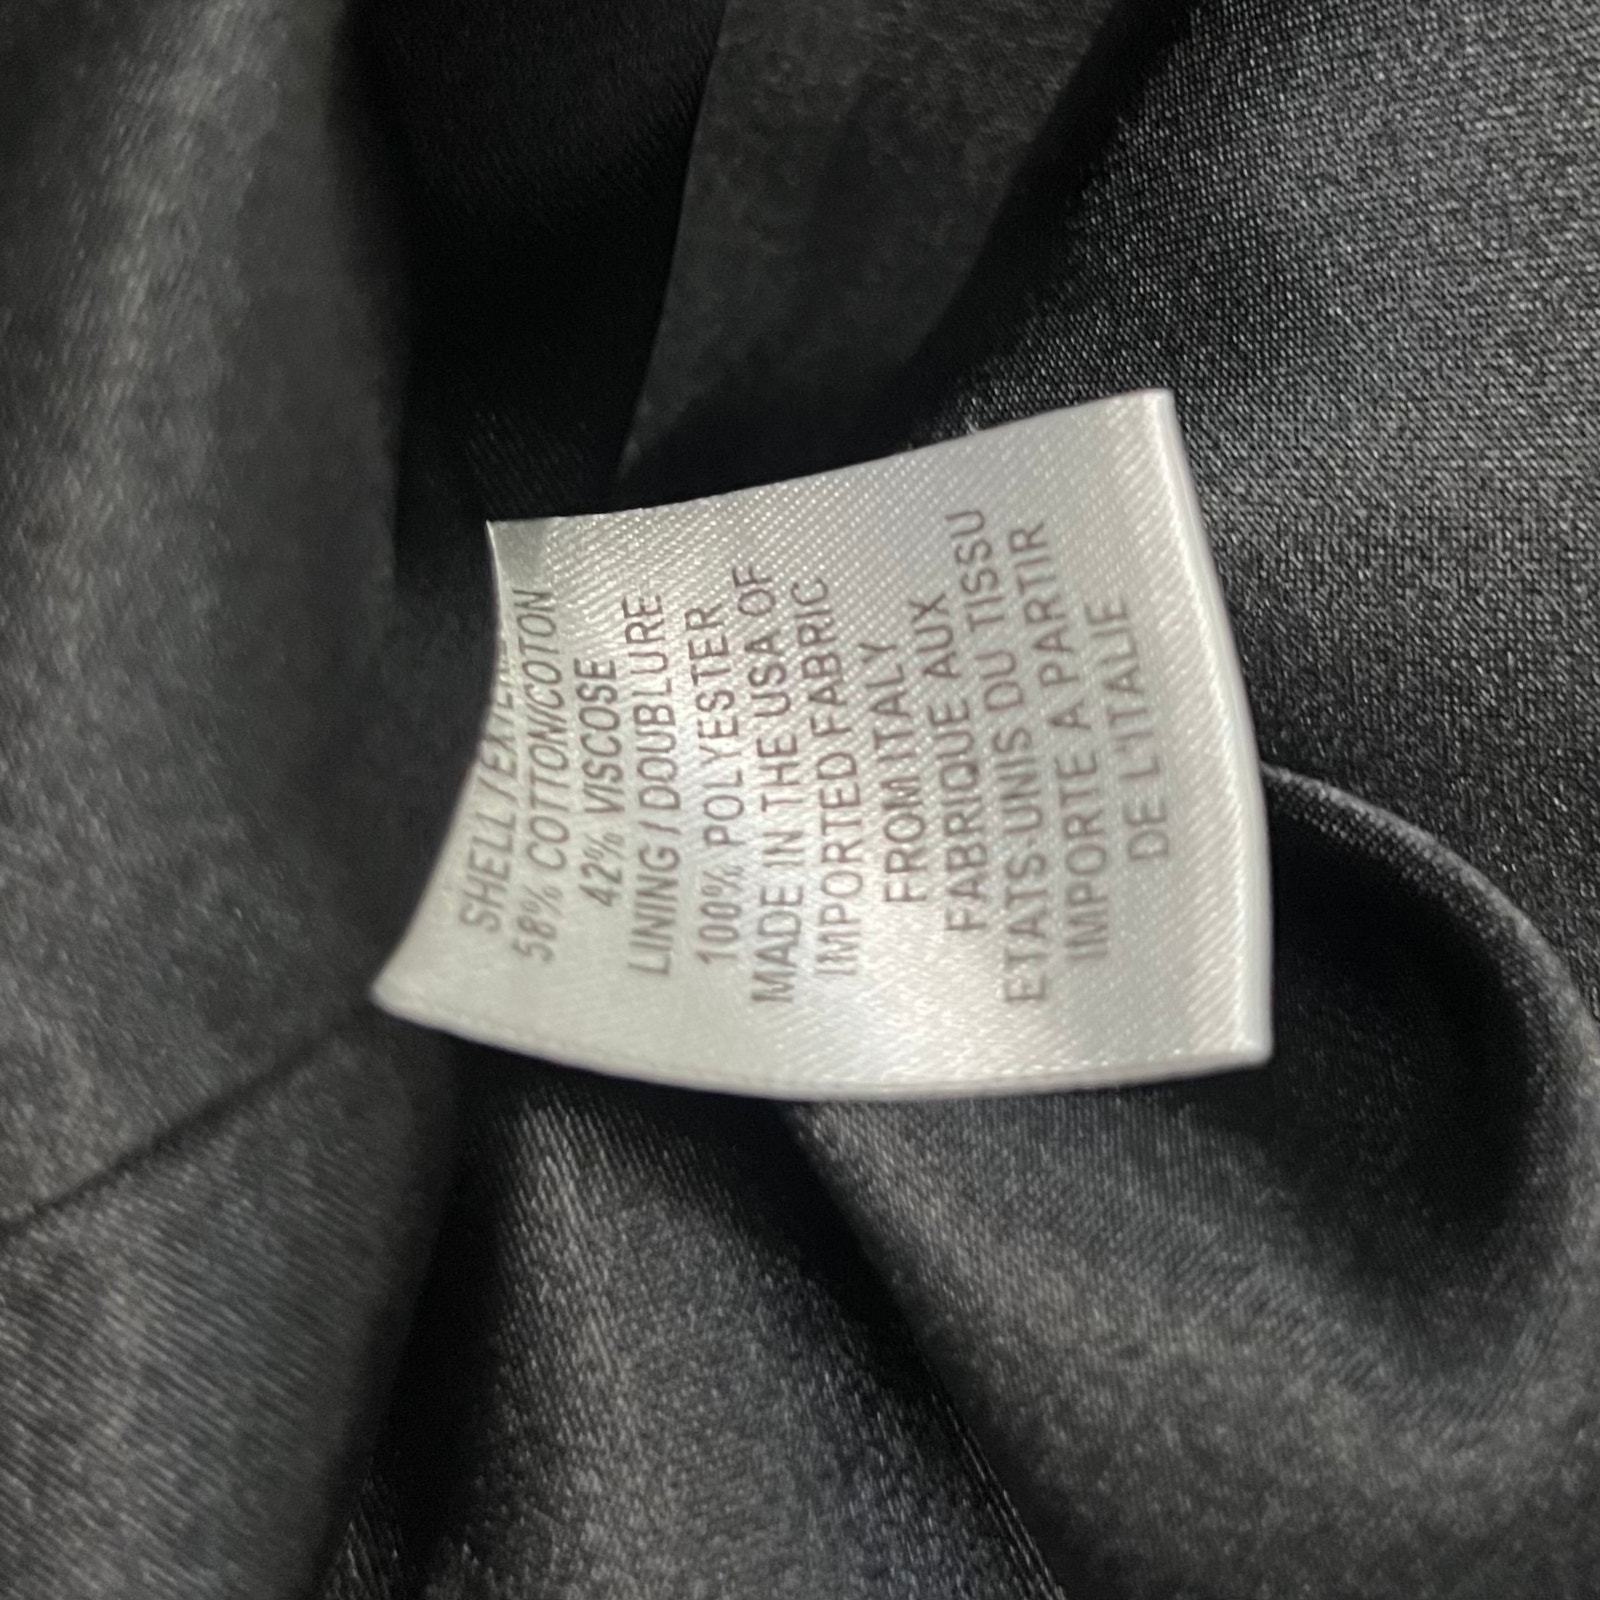 SHELL / 
58% COTTON/COTON
42% VISCOSE
LINING / DOUBLURE
100% POLYESTER
MADE IN THE USA OF
IMPORTED FABRIC
FROM ITALY
FABRIQUE AUX
ETATS-UNIS DU TISSU
IMPORTE A PARTIR
DE L'ITALIE